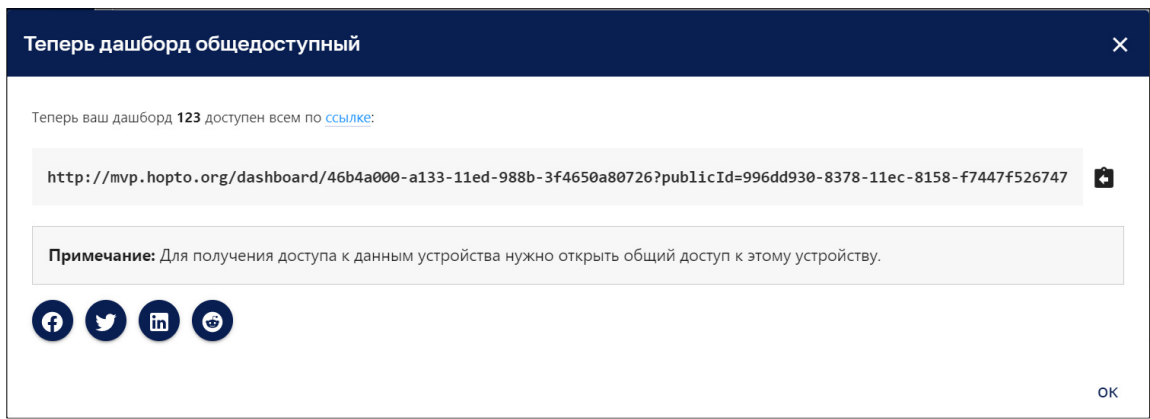 Теперь дашборд общедоступный
Теперь ваш дашборд 123 доступен всем по ссылке:
http://mvp.hopto.org/dashboard/46b4a000-a133-11ed-988b-3f4650a80726?publicId=996dd930-8378-11ec-8158-f7447f526747
Примечание: Для получения доступа к данным устройства нужно открыть общий доступ к этому устройству.
ОК